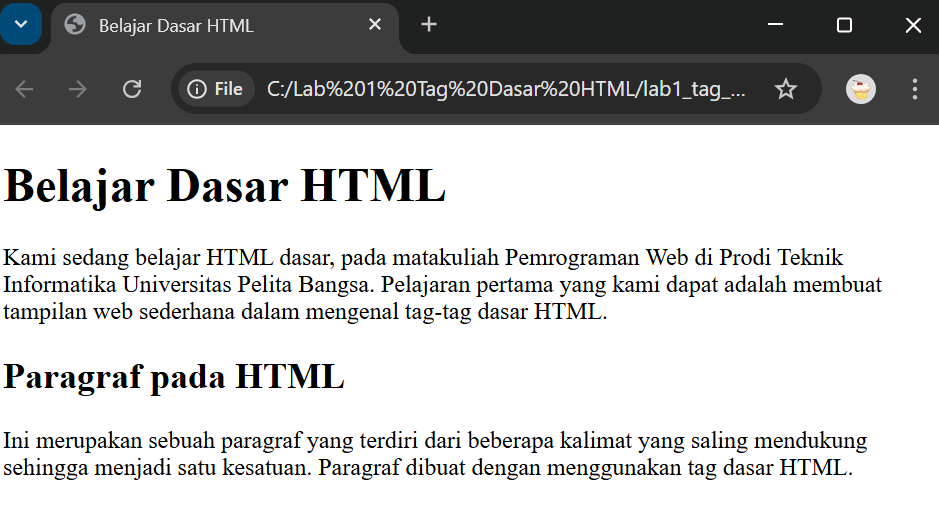 Belajar Dasar HTML
File
C:/Lab%201%20Tag%20Dasar%20HTML/lab1_tag_...
Belajar Dasar HTML
Kami sedang belajar HTML dasar, pada matakuliah Pemrograman Web di Prodi Teknik
Informatika Universitas Pelita Bangsa. Pelajaran pertama yang kami dapat adalah membuat
tampilan web sederhana dalam mengenal tag-tag dasar HTML.
Paragraf pada HTML
Ini merupakan sebuah paragraf yang terdiri dari beberapa kalimat yang saling mendukung
sehingga menjadi satu kesatuan. Paragraf dibuat dengan menggunakan tag dasar HTML.